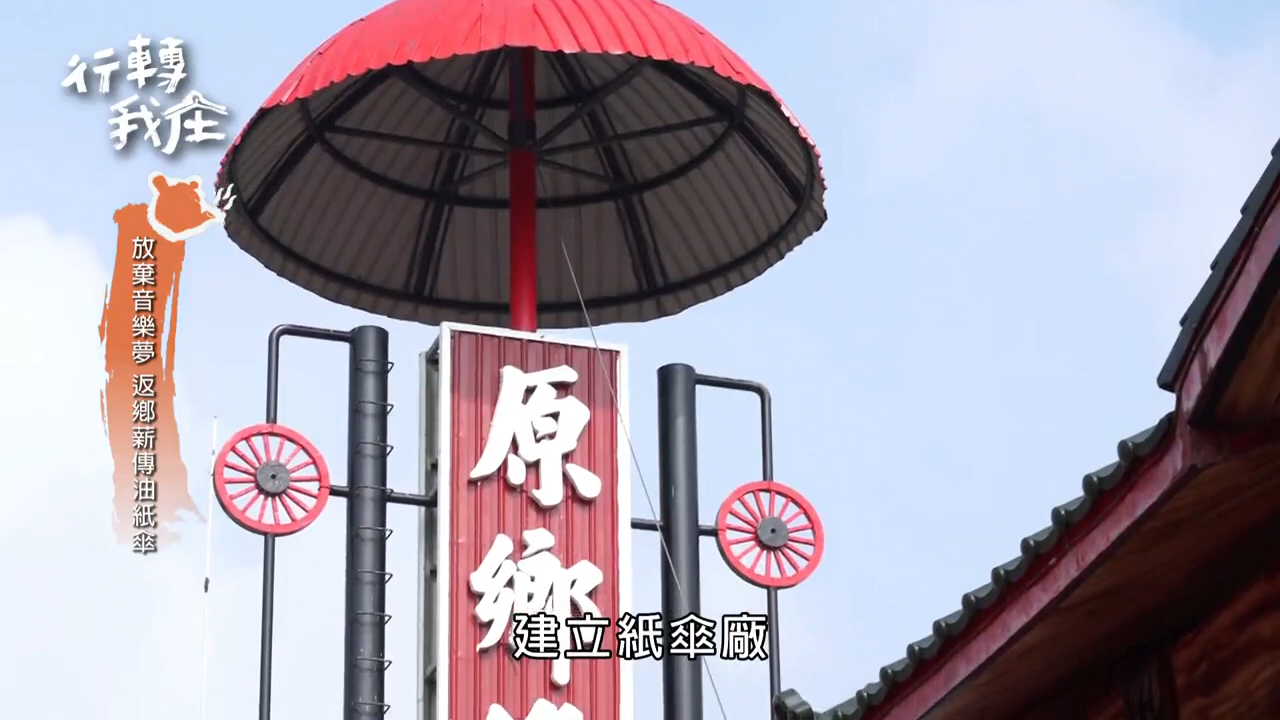 行轉
我庄
放棄音樂夢 返鄉薪傳油紙傘
原鄉
建立紙傘廠